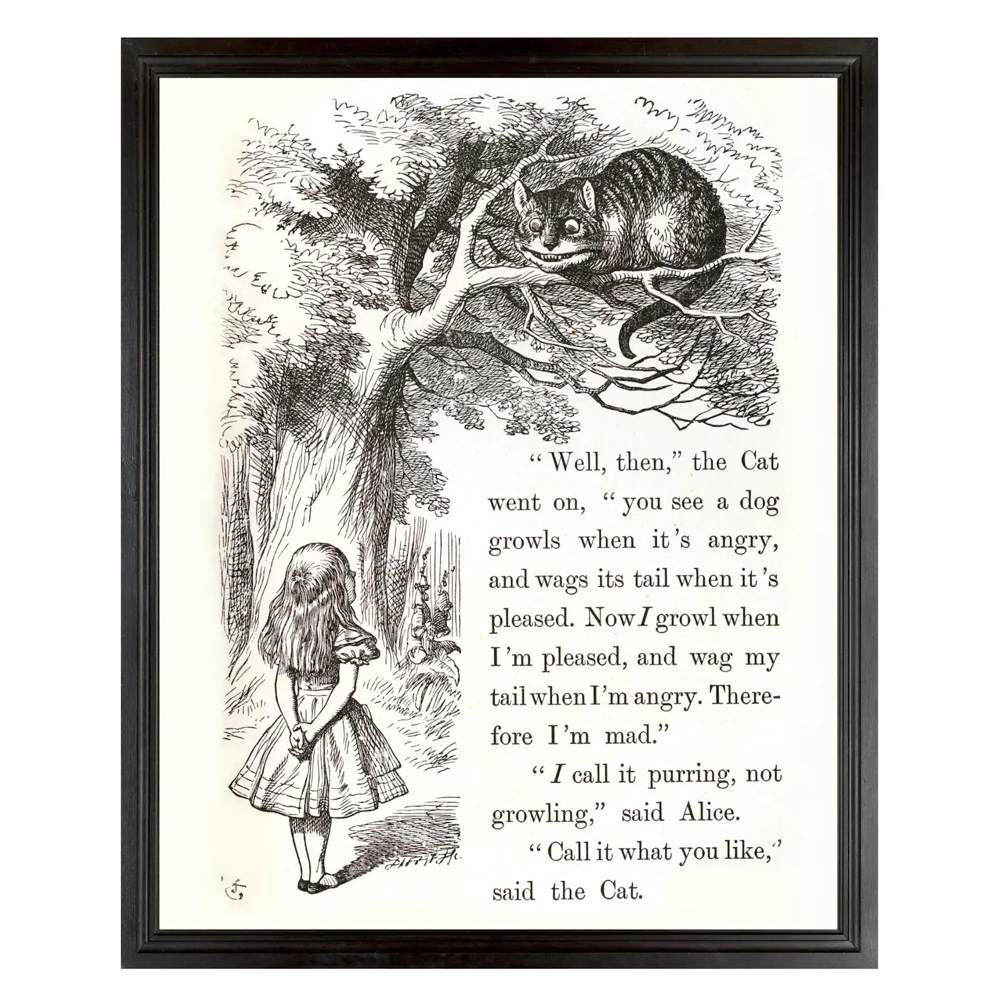 “Well, then,” the Cat
went on, “you see a dog
growls when it’s angry,
and wags its tail when it’s
pleased. Now I growl when
I’m pleased, and wag my
tail when I’m angry. There-
fore I’m mad.”
“I call it purring, not
growling,” said Alice.
“Call it what you like,”
said the Cat.